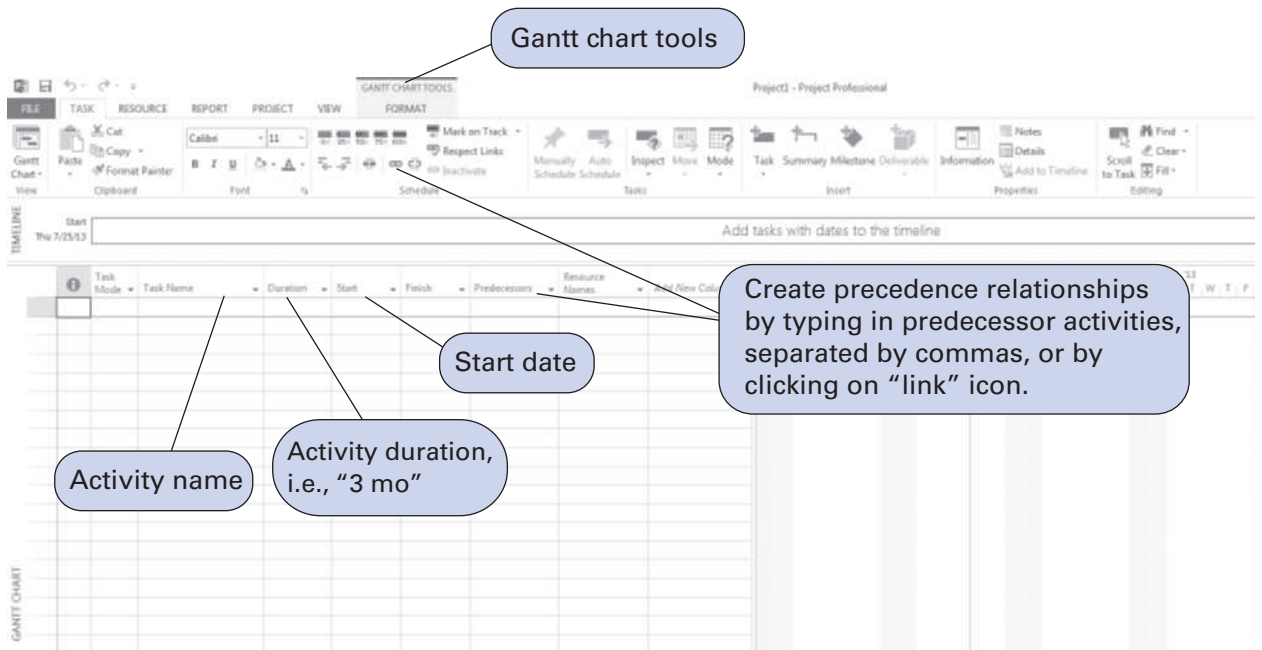 Gantt chart tools
GANTT CHART TOOLS
Project1 - Project Professional
FILE TASK RESOURCE REPORT PROJECT VIEW FORMAT
Gantt Chart
View
Paste
Cut
Copy
Format Painter
Clipboard
Calibri 11
B I U A
Font
Mark on Track
Respect Links
Inactivate
Schedule
Manually Schedule
Auto Schedule
Inspect
Move
Mode
Tasks
Task
Summary
Milestone
Deliverable
Insert
Information
Notes
Details
Add to Timeline
Properties
Scroll to Task
Find
Clear
Fill
Editing
TIMELINE
Start
Thu 7/25/13
Add tasks with dates to the timeline
Task Mode
Task Name
Duration
Start
Finish
Predecessors
Resource Names
Add New
T W T F
Create precedence relationships
by typing in predecessor activities,
separated by commas, or by
clicking on “link” icon.
Start date
Activity duration,
i.e., “3 mo”
Activity name
GANTT CHART